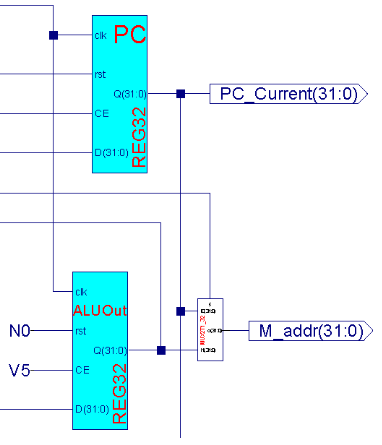 clk
PC
rst
Q(31:0)
PC_Current(31:0)
CE
D(31:0)
REG32
clk
ALUOut
N0
rst
M_addr(31:0)
Q(31:0)
V5
CE
D(31:0)
REG32